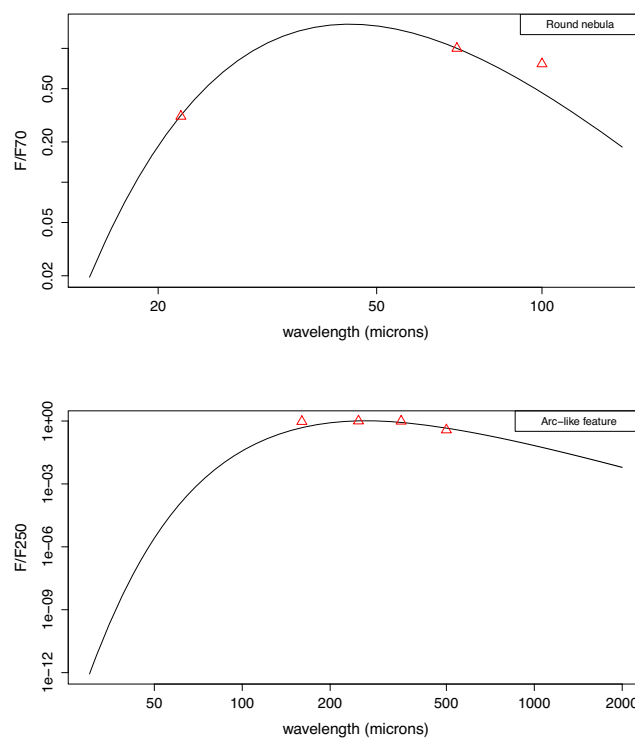 Round nebula
F/F70
0.50
0.20
0.05
0.02
20 50 100
wavelength (microns)
Arc-like feature
F/F250
1e+00
1e-03
1e-06
1e-09
1e-12
50 100 200 500 1000 2000
wavelength (microns)